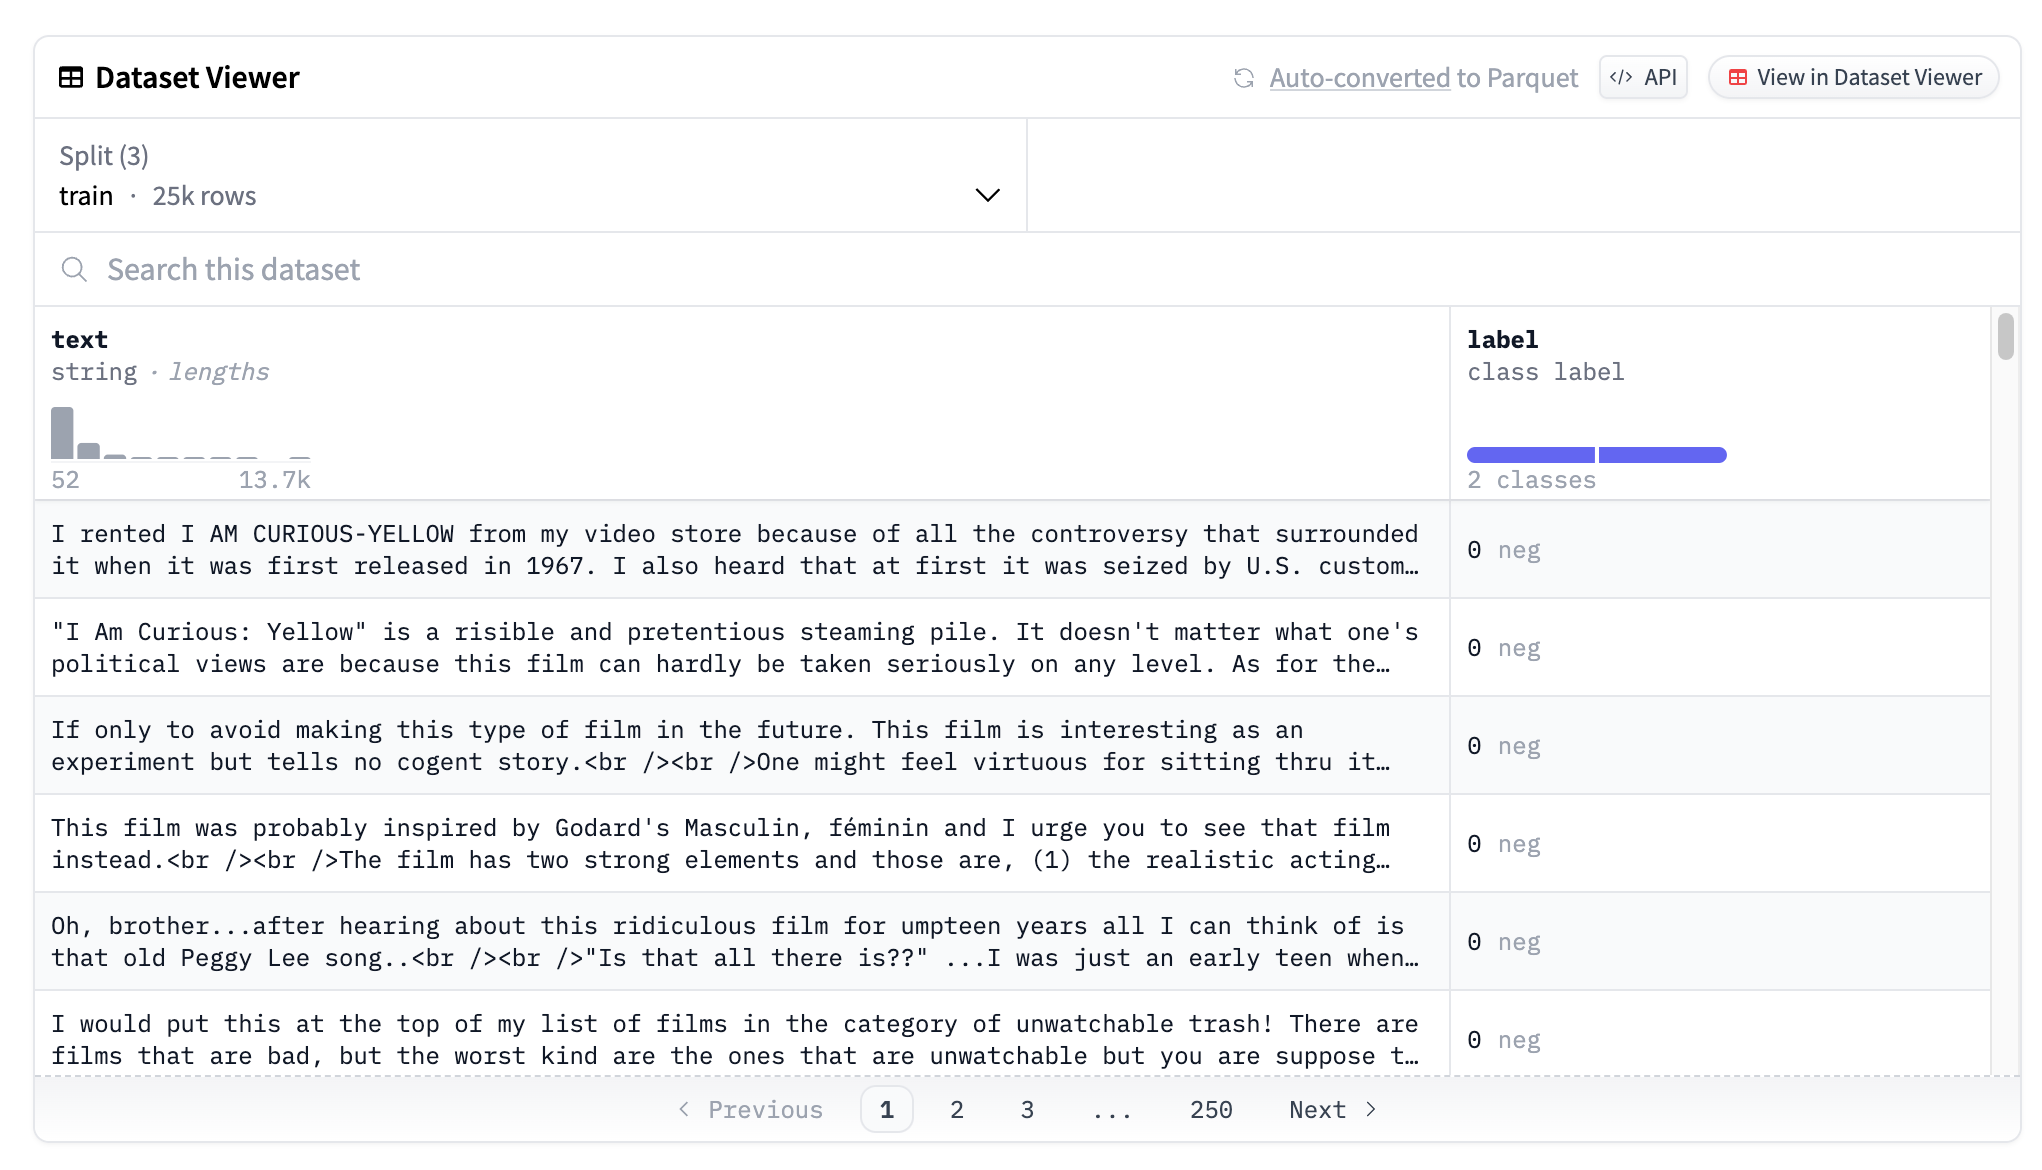 Dataset Viewer
Auto-converted to Parquet
</> API
View in Dataset Viewer
Split (3)
train · 25k rows
Search this dataset
text
string · lengths
52 13.7k
label
class label
2 classes
I rented I AM CURIOUS-YELLOW from my video store because of all the controversy that surrounded
it when it was first released in 1967. I also heard that at first it was seized by U.S. custom…
0 neg
"I Am Curious: Yellow" is a risible and pretentious steaming pile. It doesn't matter what one's
political views are because this film can hardly be taken seriously on any level. As for the…
0 neg
If only to avoid making this type of film in the future. This film is interesting as an
experiment but tells no cogent story.<br /><br />One might feel virtuous for sitting thru it…
0 neg
This film was probably inspired by Godard's Masculin, féminin and I urge you to see that film
instead.<br /><br />The film has two strong elements and those are, (1) the realistic acting…
0 neg
Oh, brother...after hearing about this ridiculous film for umpteen years all I can think of is
that old Peggy Lee song..<br /><br />"Is that all there is??" ...I was just an early teen when…
0 neg
I would put this at the top of my list of films in the category of unwatchable trash! There are
films that are bad, but the worst kind are the ones that are unwatchable but you are suppose t…
0 neg
< Previous 1 2 3 ... 250 Next >